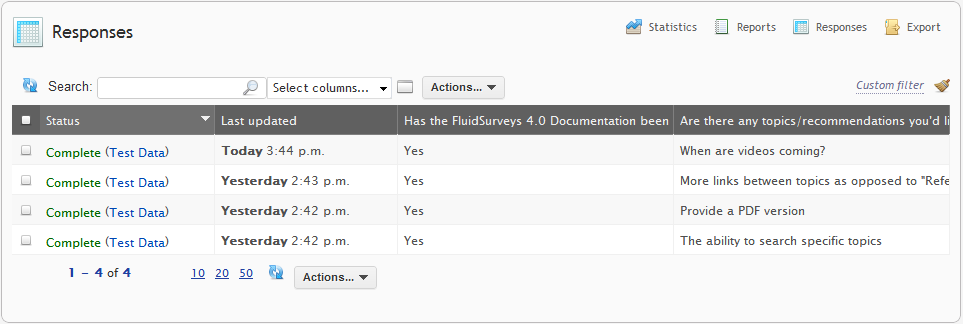 Responses
Statistics Reports Responses Export
Search: Select columns... Actions... Custom filter
Status Last updated Has the FluidSurveys 4.0 Documentation been Are there any topics/recommendations you'd li
Complete (Test Data) Today 3:44 p.m. Yes When are videos coming?
Complete (Test Data) Yesterday 2:43 p.m. Yes More links between topics as opposed to "Refe
Complete (Test Data) Yesterday 2:42 p.m. Yes Provide a PDF version
Complete (Test Data) Yesterday 2:42 p.m. Yes The ability to search specific topics
1 – 4 of 4 10 20 50 Actions...